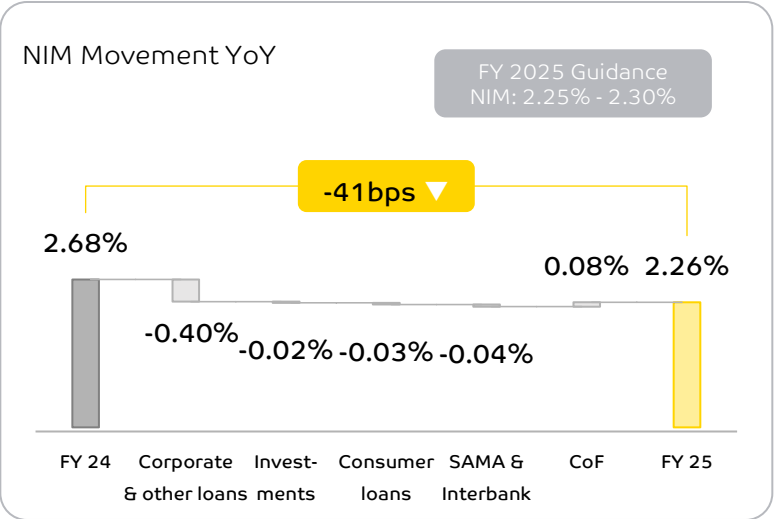 NIM Movement YoY
FY 2025 Guidance
NIM: 2.25% - 2.30%
-41bps
2.68%
-0.40%
-0.02%
-0.03%
-0.04%
0.08%
2.26%
FY 24
Corporate
& other loans
Invest-
ments
Consumer
loans
SAMA &
Interbank
CoF
FY 25